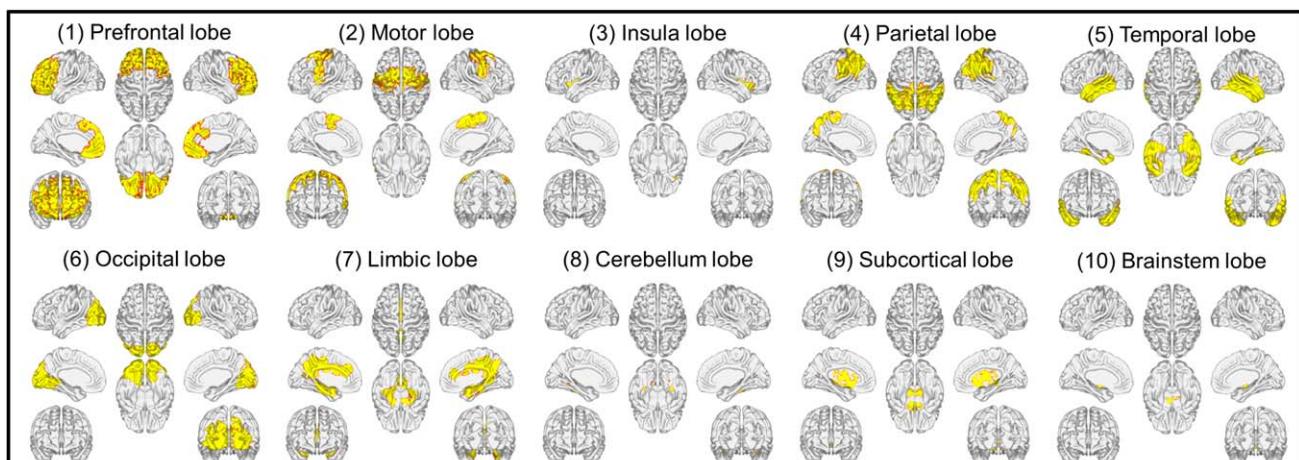 (1) Prefrontal lobe
(2) Motor lobe
(3) Insula lobe
(4) Parietal lobe
(5) Temporal lobe
(6) Occipital lobe
(7) Limbic lobe
(8) Cerebellum lobe
(9) Subcortical lobe
(10) Brainstem lobe